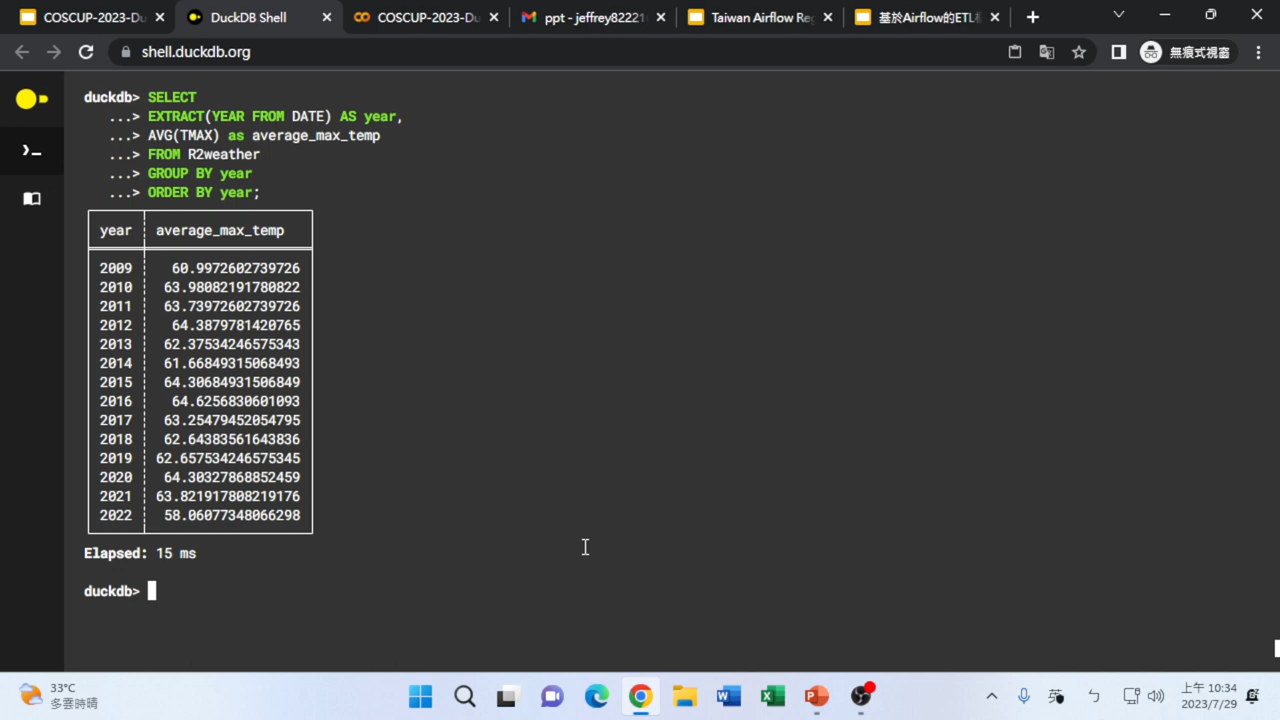 COSCUP-2023-Du
DuckDB Shell
COSCUP-2023-Du
ppt - jeffrey82221
Taiwan Airflow Reg
基於Airflow的ETL
shell.duckdb.org
無痕式視窗
duckdb> SELECT
...> EXTRACT(YEAR FROM DATE) AS year,
...> AVG(TMAX) as average_max_temp
...> FROM R2weather
...> GROUP BY year
...> ORDER BY year;
year average_max_temp
2009 60.9972602739726
2010 63.98082191780822
2011 63.73972602739726
2012 64.3879781420765
2013 62.37534246575343
2014 61.66849315068493
2015 64.30684931506849
2016 64.6256830601093
2017 63.25479452054795
2018 62.64383561643836
2019 62.657534246575345
2020 64.30327868852459
2021 63.821917808219176
2022 58.06077348066298
Elapsed: 15 ms
duckdb>
33°C
多雲時晴
英
ㄅ
上午 10:34
2023/7/29